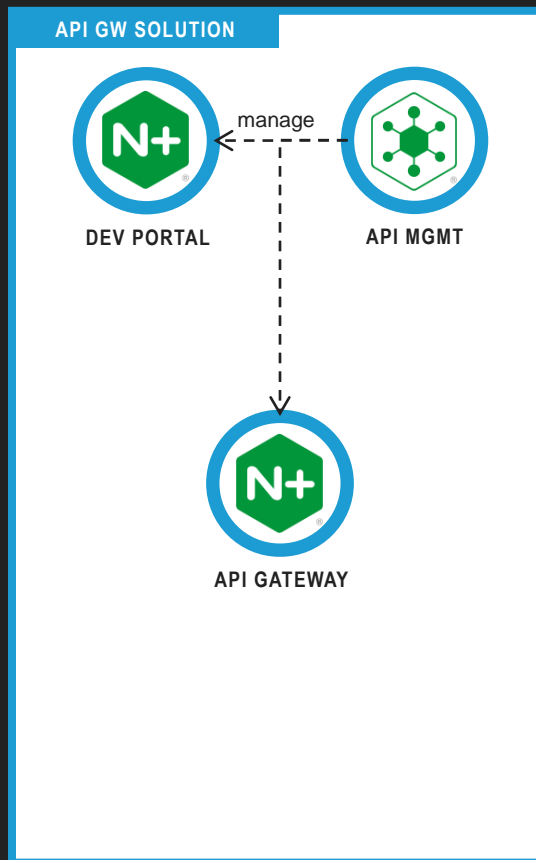 API GW SOLUTION
manage
N+
®
®
DEV PORTAL
API MGMT
N+
®
API GATEWAY